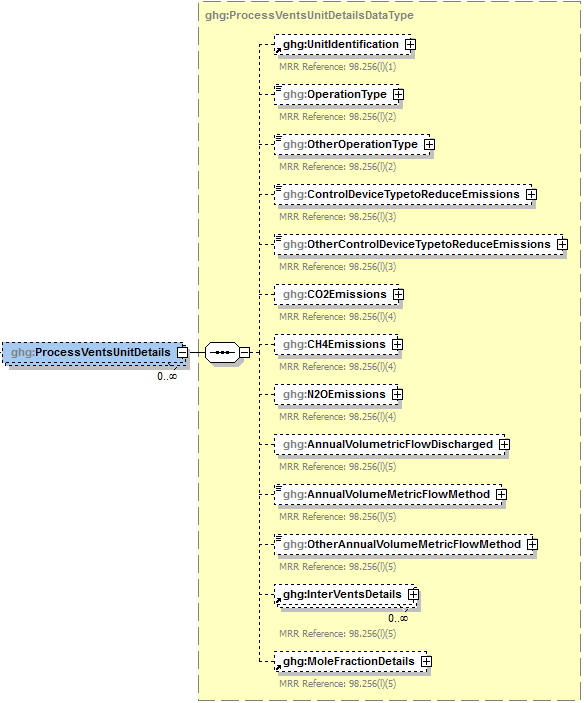 ghg:ProcessVentsUnitDetailsDataType
ghg:UnitIdentification
MRR Reference: 98.256(l)(1)
ghg:OperationType
MRR Reference: 98.256(l)(2)
ghg:OtherOperationType
MRR Reference: 98.256(l)(2)
ghg:ControlDeviceTypetoReduceEmissions
MRR Reference: 98.256(l)(3)
ghg:OtherControlDeviceTypetoReduceEmissions
MRR Reference: 98.256(l)(3)
ghg:CO2Emissions
MRR Reference: 98.256(l)(4)
ghg:ProcessVentsUnitDetails
0..∞
ghg:CH4Emissions
MRR Reference: 98.256(l)(4)
ghg:N2OEmissions
MRR Reference: 98.256(l)(4)
ghg:AnnualVolumetricFlowDischarged
MRR Reference: 98.256(l)(5)
ghg:AnnualVolumeMetricFlowMethod
MRR Reference: 98.256(l)(5)
ghg:OtherAnnualVolumeMetricFlowMethod
MRR Reference: 98.256(l)(5)
ghg:InterVentsDetails
0..∞
MRR Reference: 98.256(l)(5)
ghg:MoleFractionDetails
MRR Reference: 98.256(l)(5)